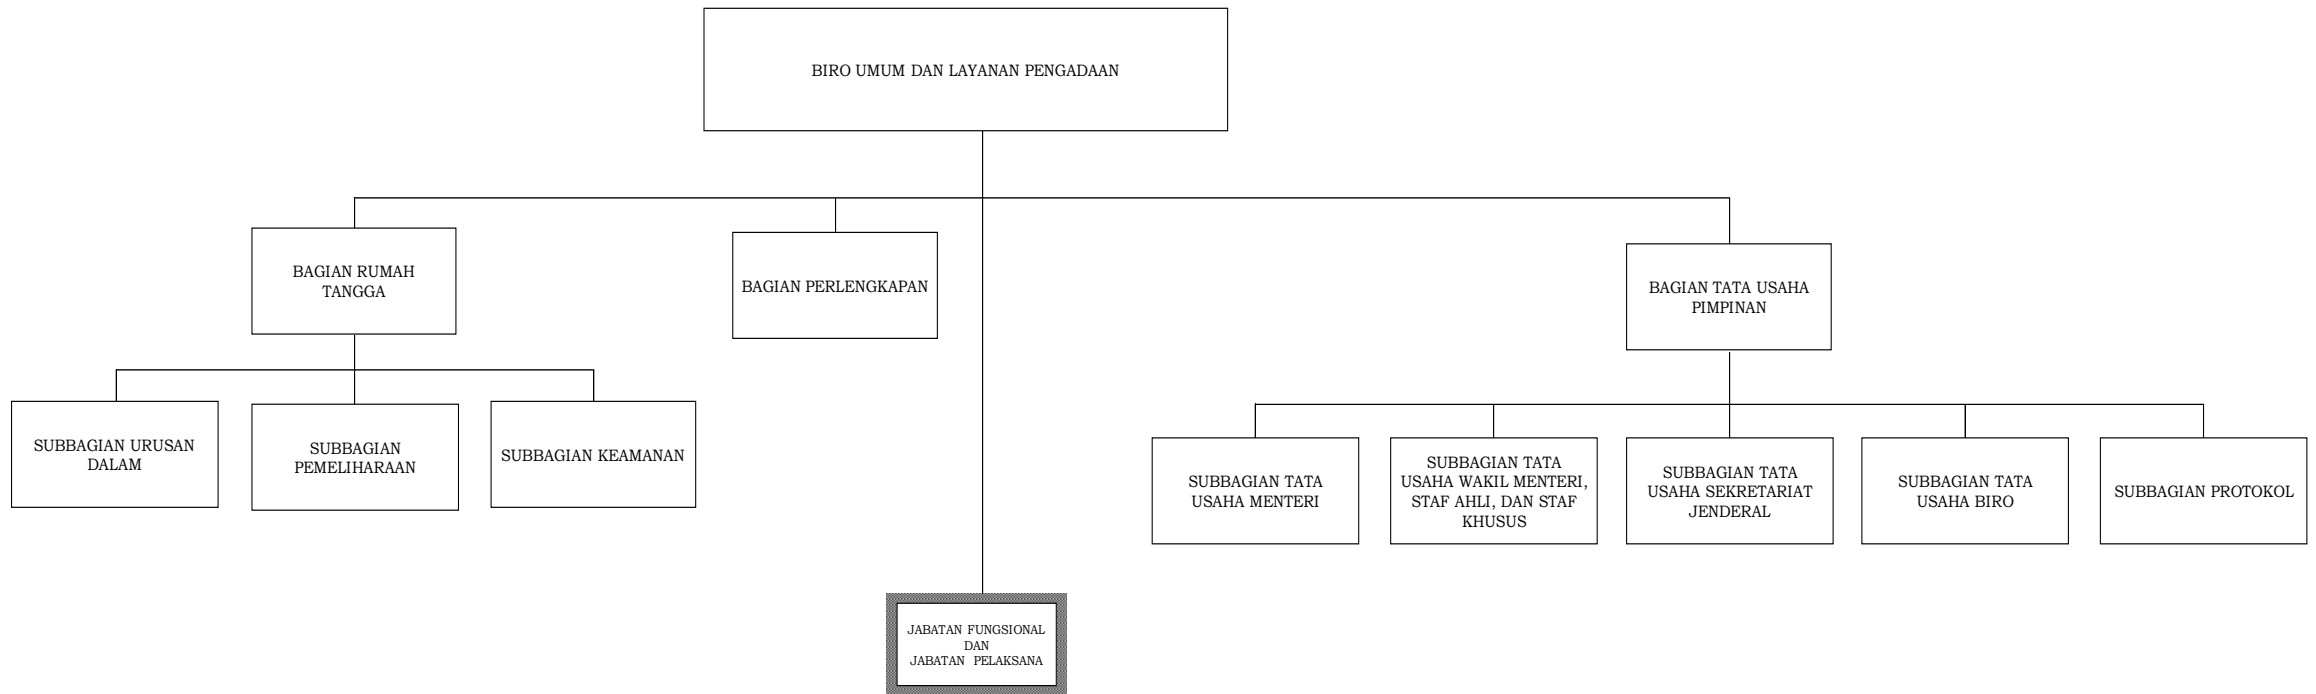 BIRO UMUM DAN LAYANAN PENGADAAN
BAGIAN RUMAH
TANGGA
BAGIAN PERLENGKAPAN
BAGIAN TATA USAHA
PIMPINAN
SUBBAGIAN URUSAN
DALAM
SUBBAGIAN
PEMELIHARAAN
SUBBAGIAN KEAMANAN
SUBBAGIAN TATA
USAHA MENTERI
SUBBAGIAN TATA
USAHA WAKIL MENTERI,
STAF AHLI, DAN STAF
KHUSUS
SUBBAGIAN TATA
USAHA SEKRETARIAT
JENDERAL
SUBBAGIAN TATA
USAHA BIRO
SUBBAGIAN PROTOKOL
JABATAN FUNGSIONAL
DAN
JABATAN PELAKSANA